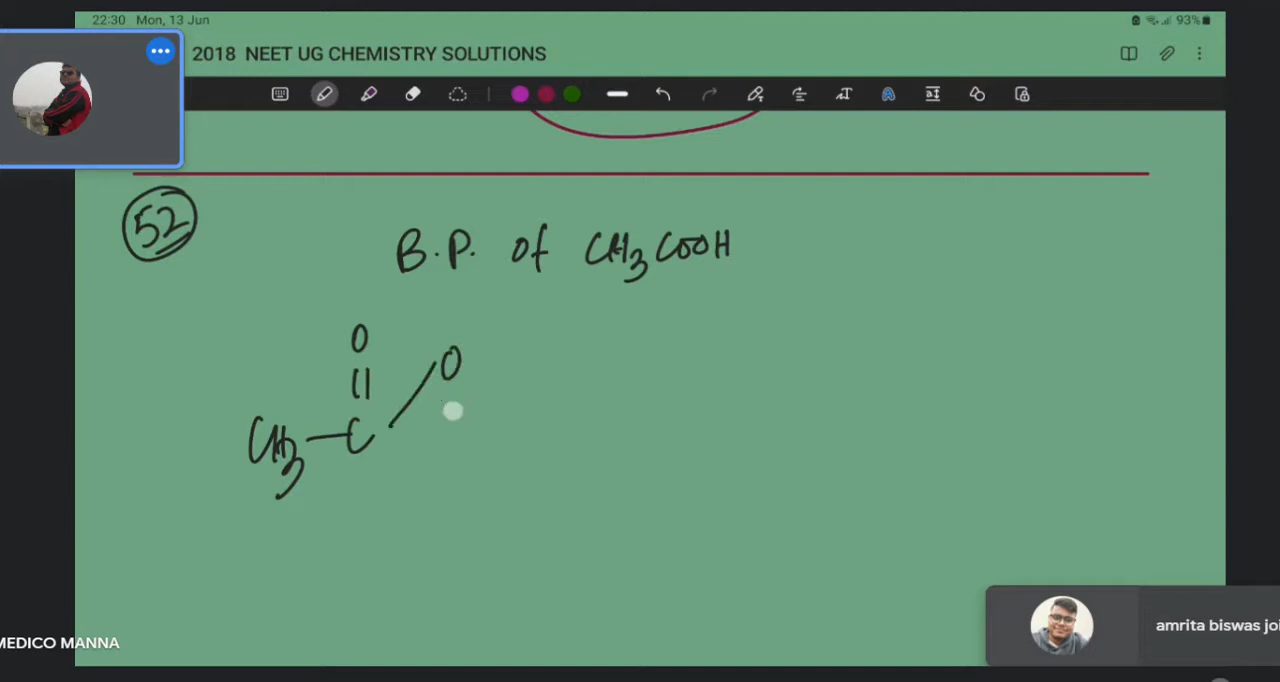 22:30 Mon, 13 Jun
93%
2018 NEET UG CHEMISTRY SOLUTIONS
52
B.P. of CH3COOH
O
O
CH3-C
MEDICO MANNA
amrita biswas joi